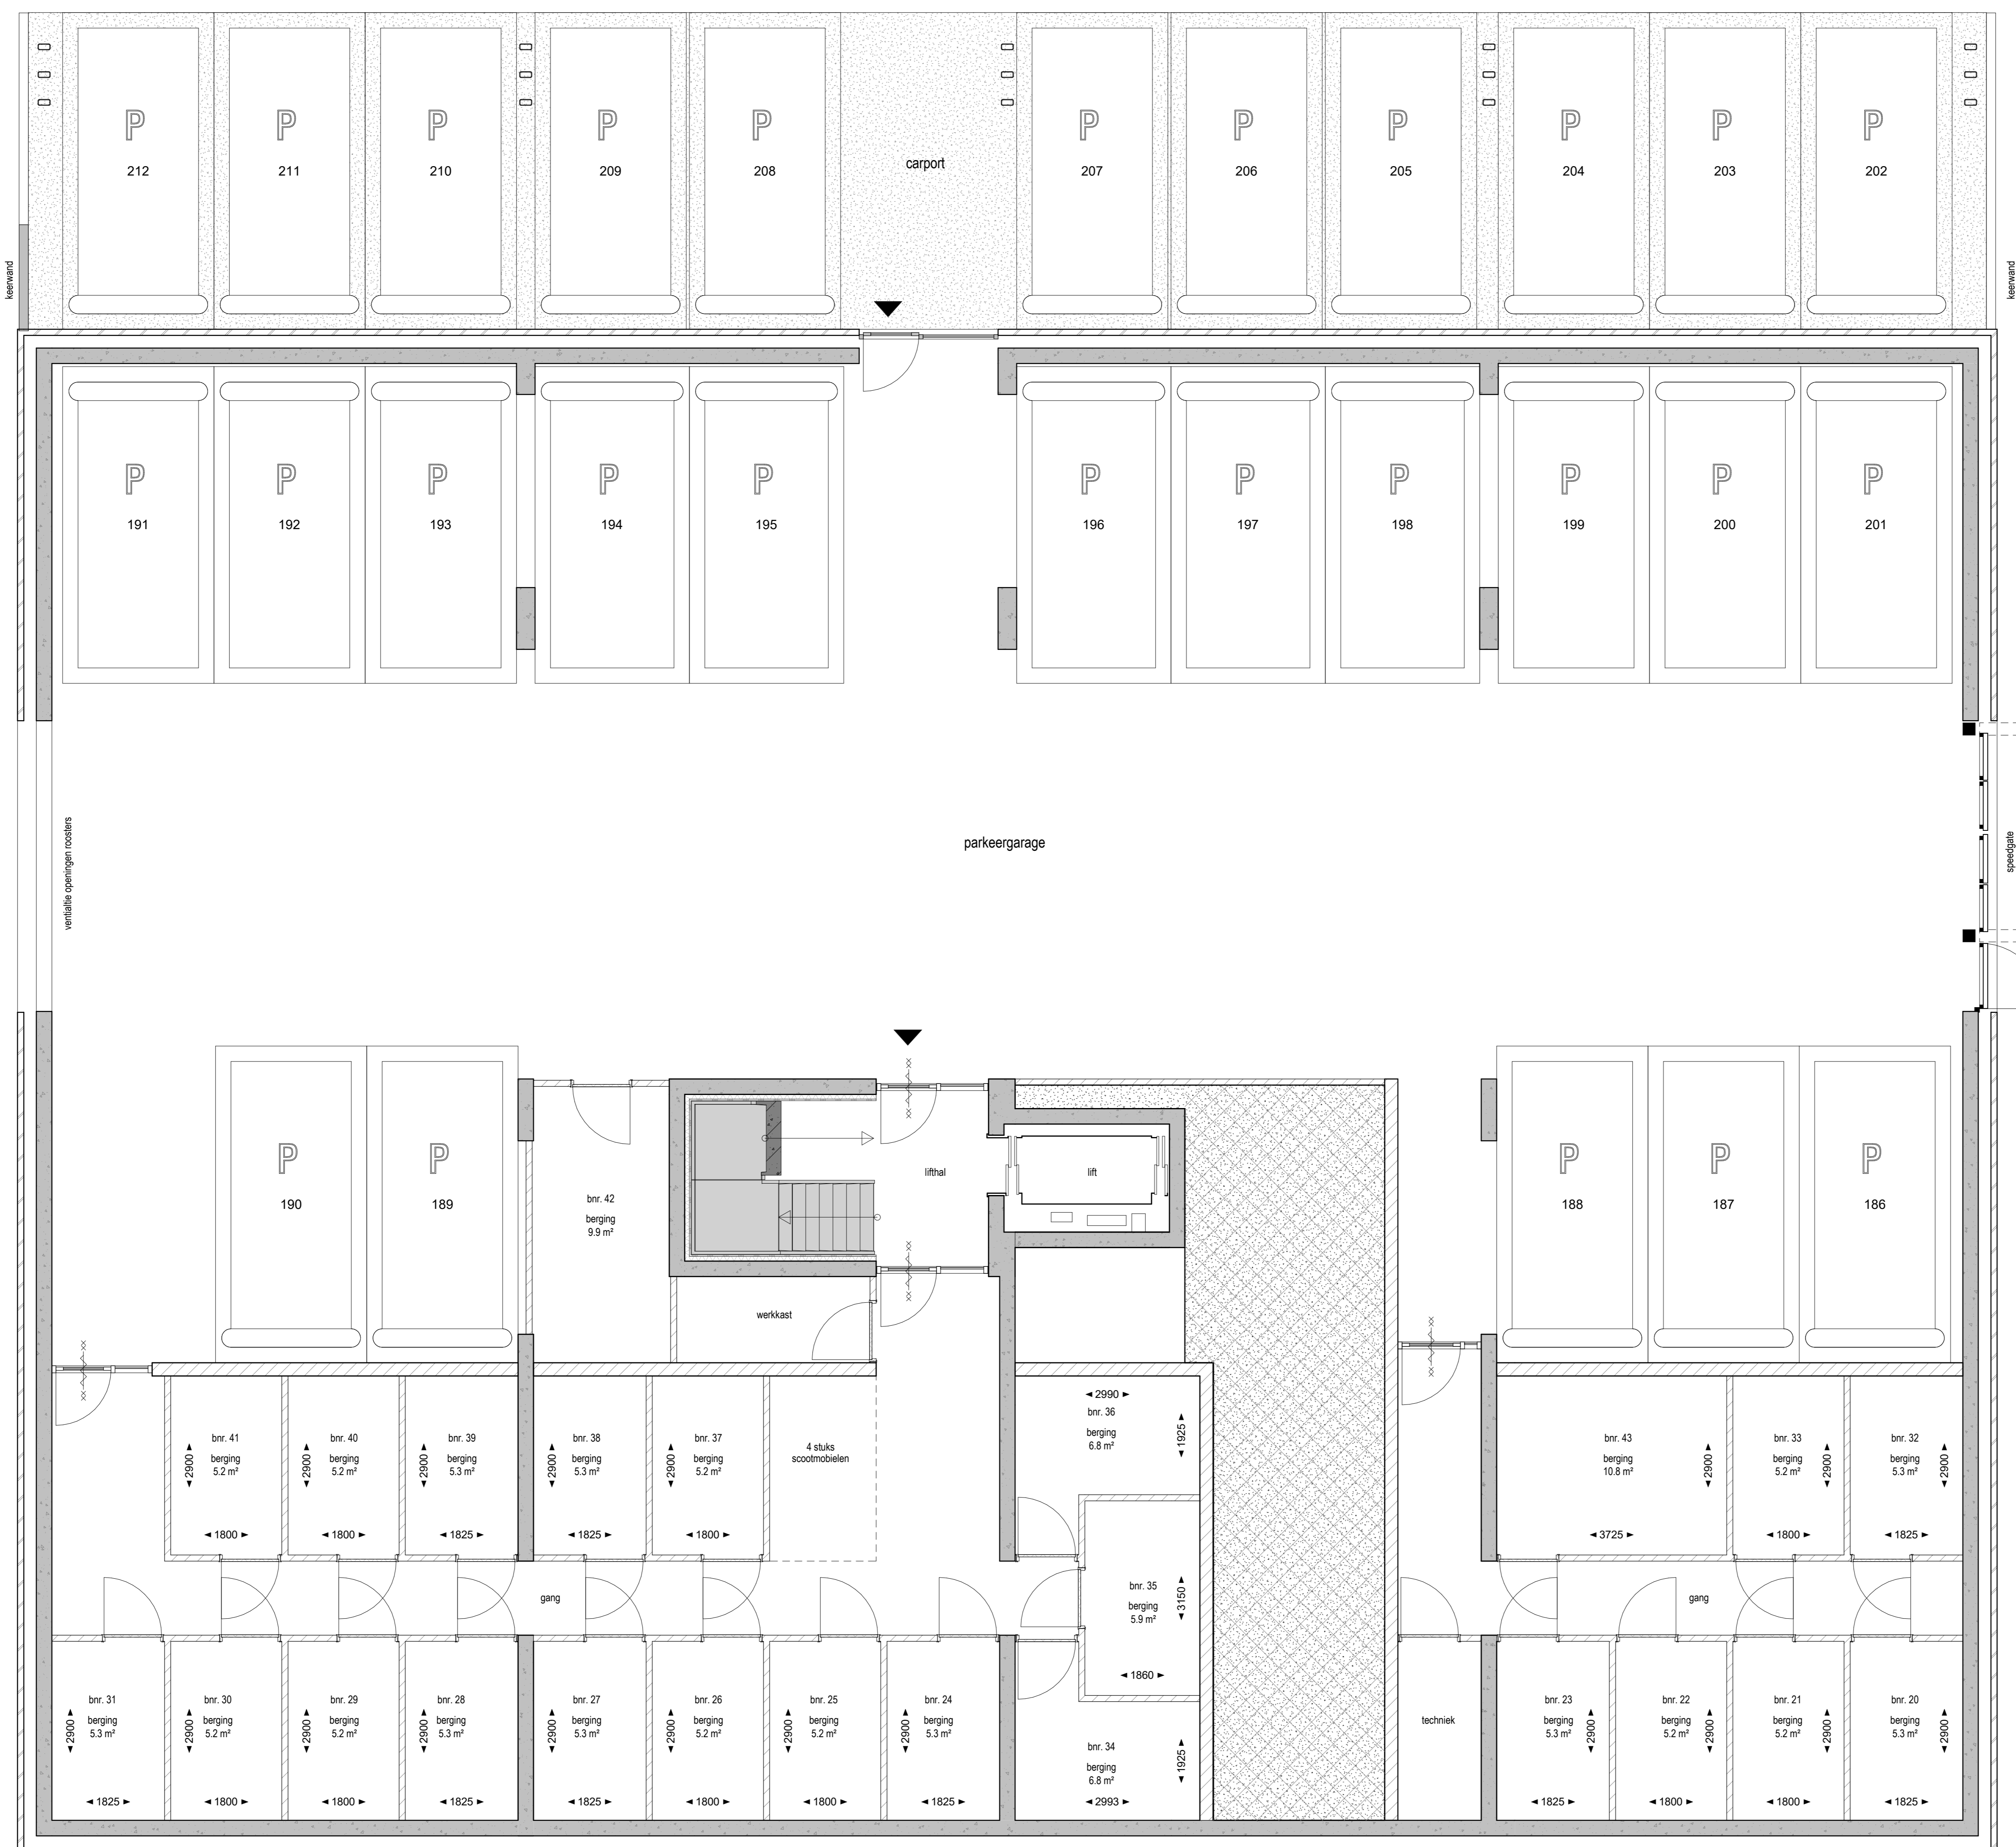 P P P P P P P P P P P
212 211 210 209 208 carport 207 206 205 204 203 202
keerwand
keerwand
P P P P P P P P P P P
191 192 193 194 195 196 197 198 199 200 201
ventialtie openingen roosters
parkeergarage
speedgate
P P P P P
190 189 188 187 186
bnr. 42
berging
9.9 m²
lifthal
lift
werkkast
bnr. 41
berging
5.2 m²
2900
1800
bnr. 40
berging
5.2 m²
2900
1800
bnr. 39
berging
5.3 m²
2900
1825
bnr. 38
berging
5.3 m²
2900
1825
bnr. 37
berging
5.2 m²
2900
1800
4 stuks
scootmobielen
2990
bnr. 36
berging
6.8 m²
1925
bnr. 43
berging
10.8 m²
2900
3725
bnr. 33
berging
5.2 m²
2900
1800
bnr. 32
berging
5.3 m²
2900
1825
gang
bnr. 35
berging
5.9 m²
3150
1860
gang
bnr. 31
berging
5.3 m²
2900
1825
bnr. 30
berging
5.2 m²
2900
1800
bnr. 29
berging
5.2 m²
2900
1800
bnr. 28
berging
5.3 m²
2900
1825
bnr. 27
berging
5.3 m²
2900
1825
bnr. 26
berging
5.2 m²
2900
1800
bnr. 25
berging
5.2 m²
2900
1800
bnr. 24
berging
5.3 m²
2900
1825
bnr. 34
berging
6.8 m²
1925
2993
techniek
bnr. 23
berging
5.3 m²
2900
1825
bnr. 22
berging
5.2 m²
2900
1800
bnr. 21
berging
5.2 m²
2900
1800
bnr. 20
berging
5.3 m²
2900
1825